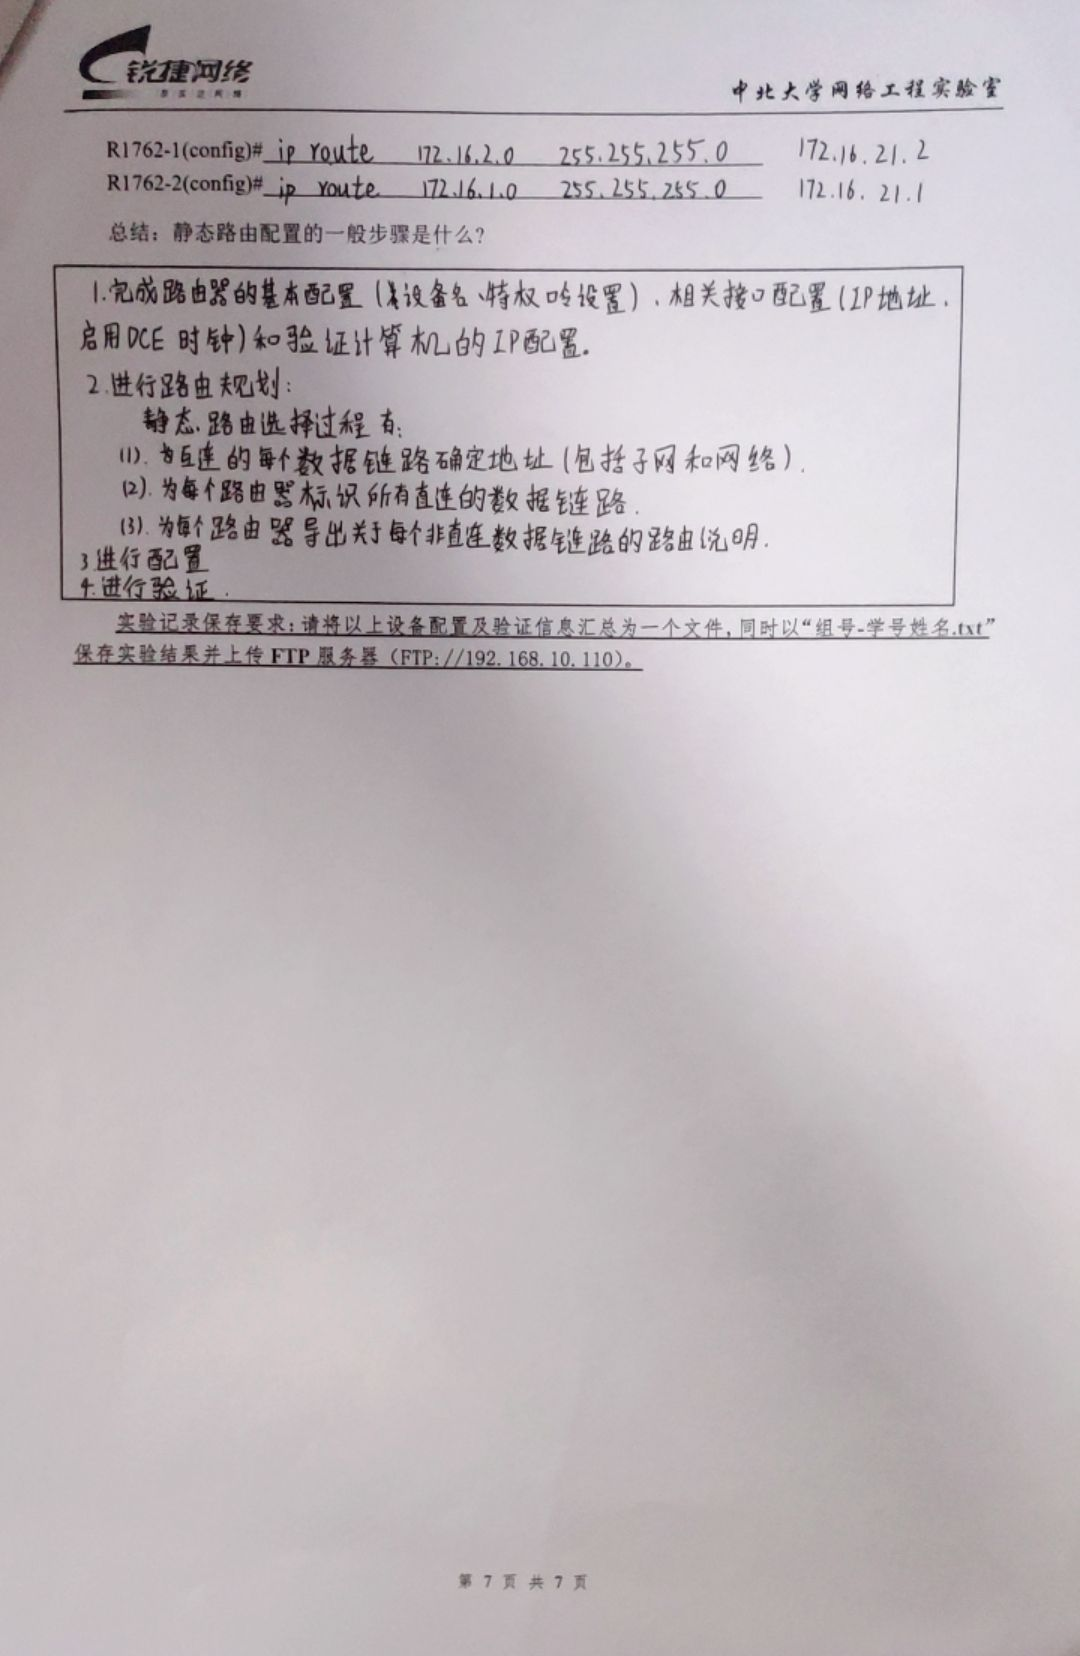 锐捷网络
中北大学网络工程实验室
R1762-1(config)# ip route 172.16.2.0 255.255.255.0 172.16.21.2
R1762-2(config)# ip route 172.16.1.0 255.255.255.0 172.16.21.1
总结：静态路由配置的一般步骤是什么？
1.完成路由器的基本配置（设备名、特权口令设置）、相关接口配置（IP地址、
启用DCE 时钟）和验证计算机的IP配置。
2.进行路由规划：
静态路由选择过程有：
(1).为互连的每个数据链路确定地址（包括子网和网络）.
(2).为每个路由器标识所有直连的数据链路.
(3).为每个路由器导出关于每个非直连数据链路的路由说明.
3.进行配置
4.进行验证.
实验记录保存要求：请将以上设备配置及验证信息汇总为一个文件，同时以“组号-学号姓名.txt”
保存实验结果并上传 FTP 服务器（FTP://192.168.10.110）。
第 7 页 共 7 页